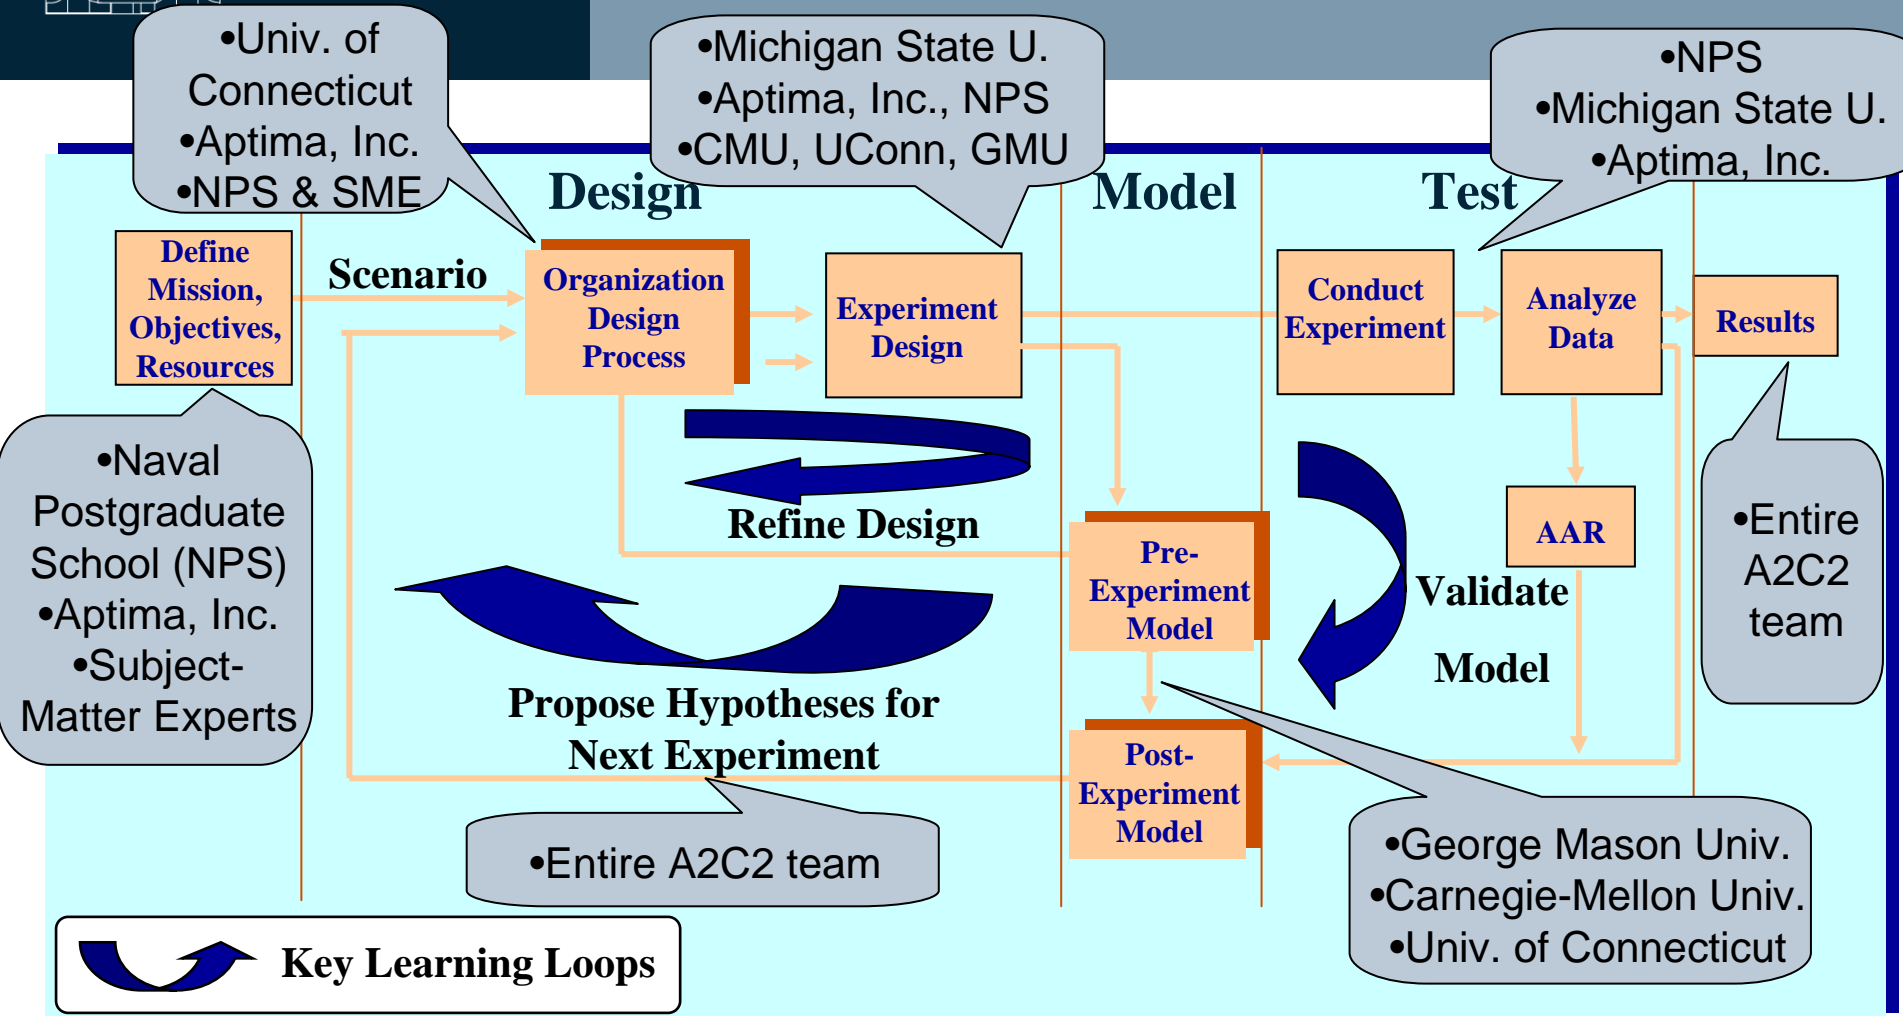 •Univ. of
Connecticut
•Aptima, Inc.
•NPS & SME
•Michigan State U.
•Aptima, Inc., NPS
•CMU, UConn, GMU
•NPS
•Michigan State U.
•Aptima, Inc.
Design
Model
Test
Define
Mission,
Objectives,
Resources
Scenario
Organization
Design
Process
Experiment
Design
Conduct
Experiment
Analyze
Data
Results
•Naval
Postgraduate
School (NPS)
•Aptima, Inc.
•Subject-
Matter Experts
Refine Design
Pre-
Experiment
Model
Validate
Model
AAR
•Entire
A2C2
team
Propose Hypotheses for
Next Experiment
Post-
Experiment
Model
•Entire A2C2 team
•George Mason Univ.
•Carnegie-Mellon Univ.
•Univ. of Connecticut
Key Learning Loops